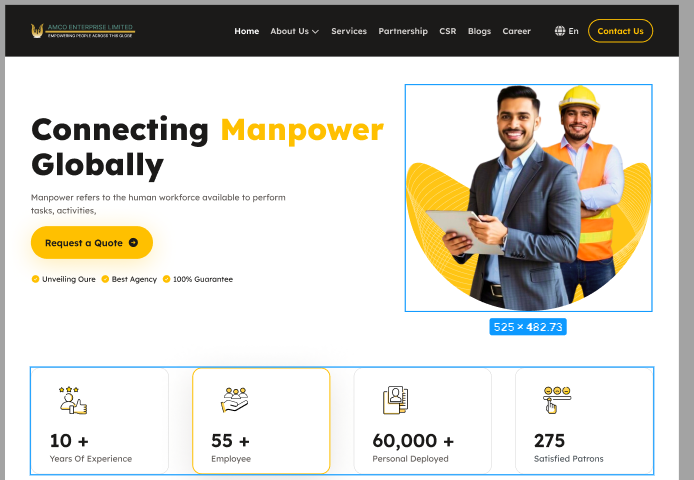 AMCO ENTERPRISE LIMITED
EMPOWERING PEOPLE ACROSS THIS GLOBE
Home About Us Services Partnership CSR Blogs Career En Contact Us
Connecting Manpower
Globally
Manpower refers to the human workforce available to perform
tasks, activities,
Request a Quote
Unveiling Oure Best Agency 100% Guarantee
525 × 482.73
10 + 55 + 60,000 + 275
Years Of Experience Employee Personal Deployed Satisfied Patrons